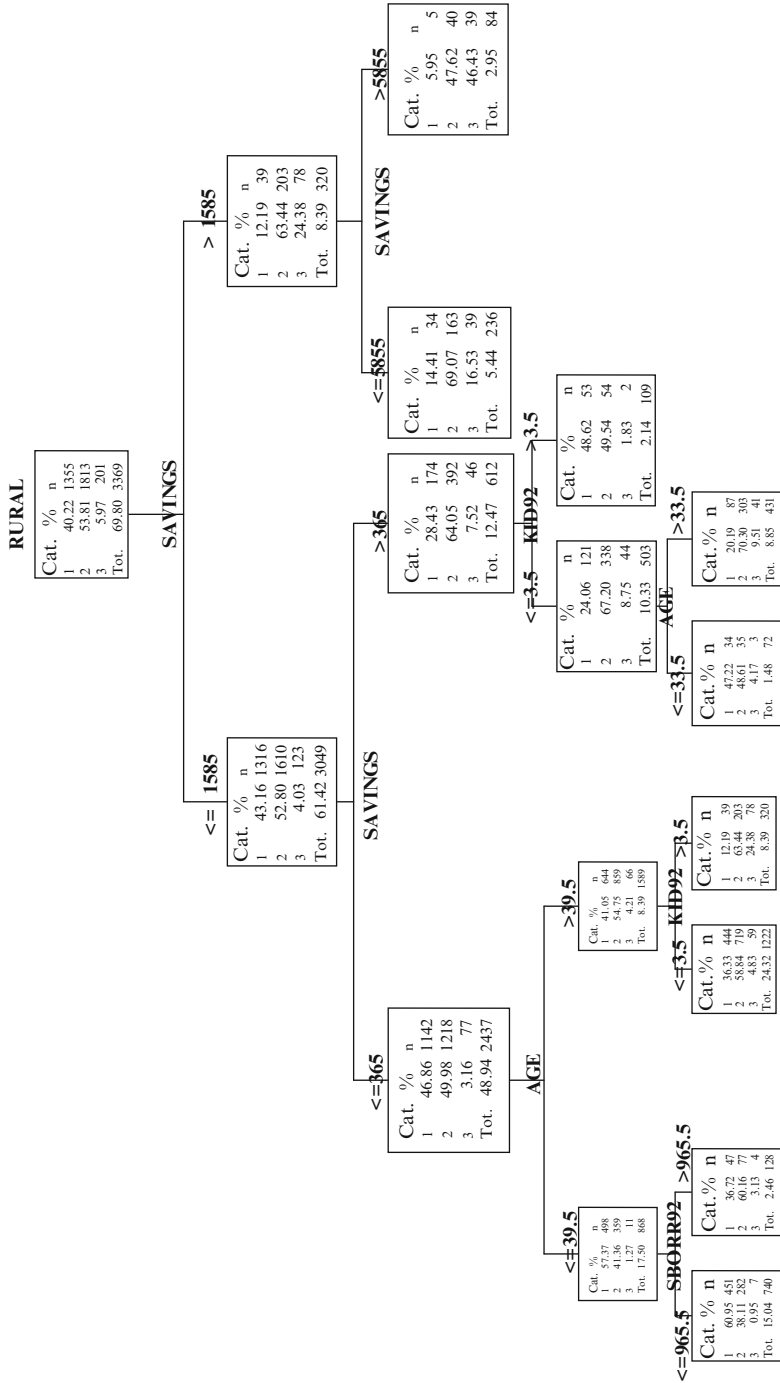 RURAL
Cat. % n
1 40.22 1355
2 53.81 1813
3 5.97 201
Tot. 69.80 3369
SAVINGS
<= 1585
Cat. % n
1 43.16 1316
2 52.80 1610
3 4.03 123
Tot. 61.42 3049
> 1585
Cat. % n
1 12.19 39
2 63.44 203
3 24.38 78
Tot. 8.39 320
SAVINGS
SAVINGS
<=365
Cat. % n
1 46.86 1142
2 49.98 1218
3 3.16 77
Tot. 48.94 2437
>365
Cat. % n
1 28.43 174
2 64.05 392
3 7.52 46
Tot. 12.47 612
<=5855
Cat. % n
1 14.41 34
2 69.07 163
3 16.53 39
Tot. 5.44 236
>5855
Cat. % n
1 5.95 5
2 47.62 40
3 46.43 39
Tot. 2.95 84
AGE
KID92
<=39.5
Cat. % n
1 57.37 498
2 41.36 359
3 1.27 11
Tot. 17.50 868
>39.5
Cat. % n
1 41.05 644
2 54.75 859
3 4.21 66
Tot. 8.39 1589
<=3.5
Cat. % n
1 24.06 121
2 67.20 338
3 8.75 44
Tot. 10.33 503
>3.5
Cat. % n
1 48.62 53
2 49.54 54
3 1.83 2
Tot. 2.14 109
SBORR92
KID92
AGE
<=965.5
Cat. % n
1 60.95 451
2 38.11 282
3 0.95 7
Tot. 15.04 740
>965.5
Cat. % n
1 36.72 47
2 60.16 77
3 3.13 4
Tot. 2.46 128
<=3.5
Cat. % n
1 36.33 444
2 58.84 719
3 4.83 59
Tot. 24.32 1222
>3.5
Cat. % n
1 12.19 39
2 63.44 203
3 24.38 78
Tot. 8.39 320
<=33.5
Cat. % n
1 47.22 34
2 48.61 35
3 4.17 3
Tot. 1.48 72
>33.5
Cat. % n
1 20.19 87
2 70.30 303
3 9.51 41
Tot. 8.85 431